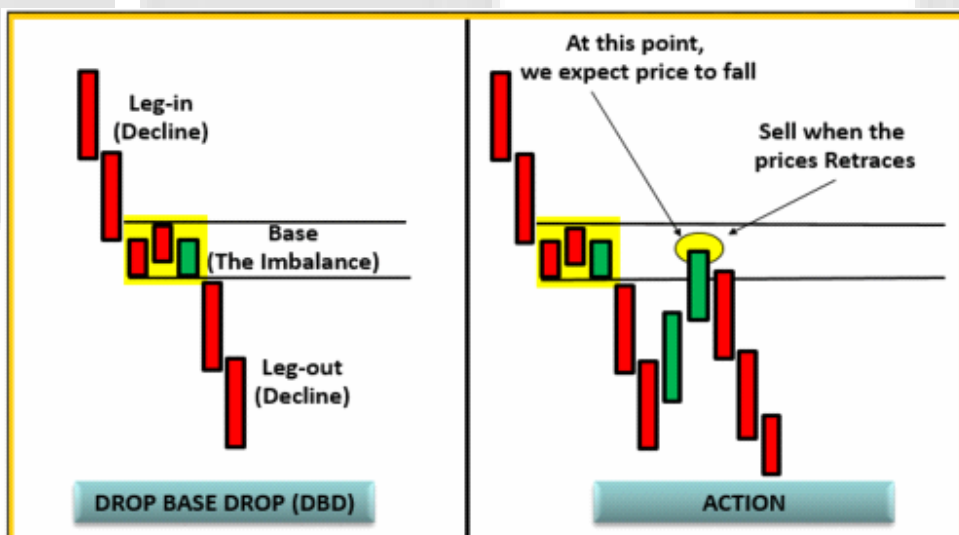 Leg-in
(Decline)
Base
(The Imbalance)
Leg-out
(Decline)
DROP BASE DROP (DBD)
At this point,
we expect price to fall
Sell when the
prices Retraces
ACTION